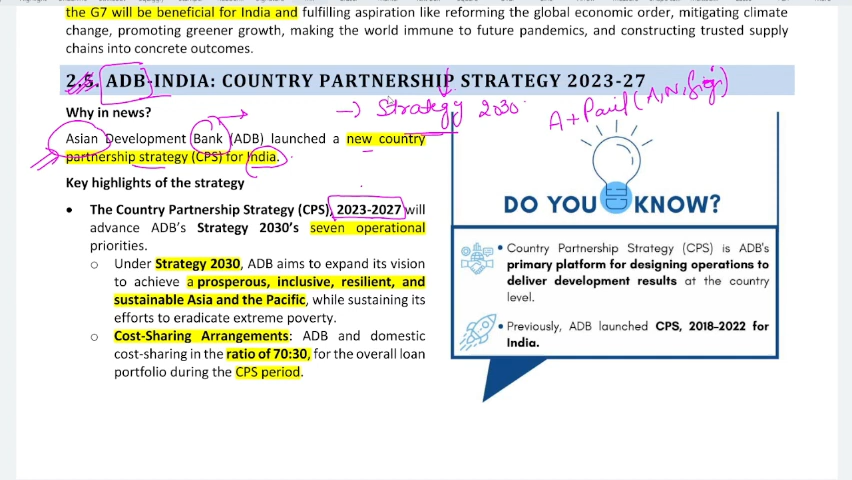 the G7 will be beneficial for India and fulfilling aspiration like reforming the global economic order, mitigating climate
change, promoting greener growth, making the world immune to future pandemics, and constructing trusted supply
chains into concrete outcomes.
2.5. ADB-INDIA: COUNTRY PARTNERSHIP STRATEGY 2023-27
Why in news?
Strategy 2030
Asian Development Bank (ADB) launched a new country
partnership strategy (CPS) for India.
Key highlights of the strategy
• The Country Partnership Strategy (CPS), 2023-2027 will
advance ADB's Strategy 2030's seven operational
priorities.
o Under Strategy 2030, ADB aims to expand its vision
to achieve a prosperous, inclusive, resilient, and
sustainable Asia and the Pacific, while sustaining its
efforts to eradicate extreme poverty.
o Cost-Sharing Arrangements: ADB and domestic
cost-sharing in the ratio of 70:30, for the overall loan
portfolio during the CPS period.
DO YOU KNOW?
• Country Partnership Strategy (CPS) is ADB's
primary platform for designing operations to
deliver development results at the country
level.
• Previously, ADB launched CPS, 2018-2022 for
India.